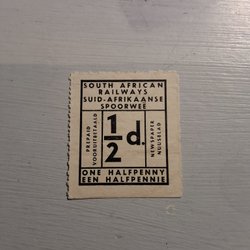 SOUTH AFRICAN
RAILWAYS
SUID-AFRIKAANSE
SPOORWEË
PREPAID
VOORUITBETAALD
1/2 d.
NEWSPAPER
NUUSBLAD
ONE HALFPENNY
EEN HALFPENNIE